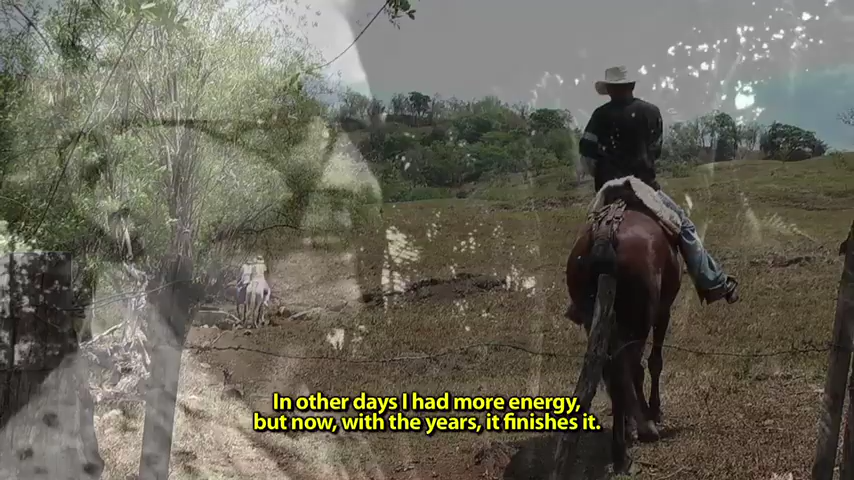 In other days I had more energy,
but now, with the years, it finishes it.